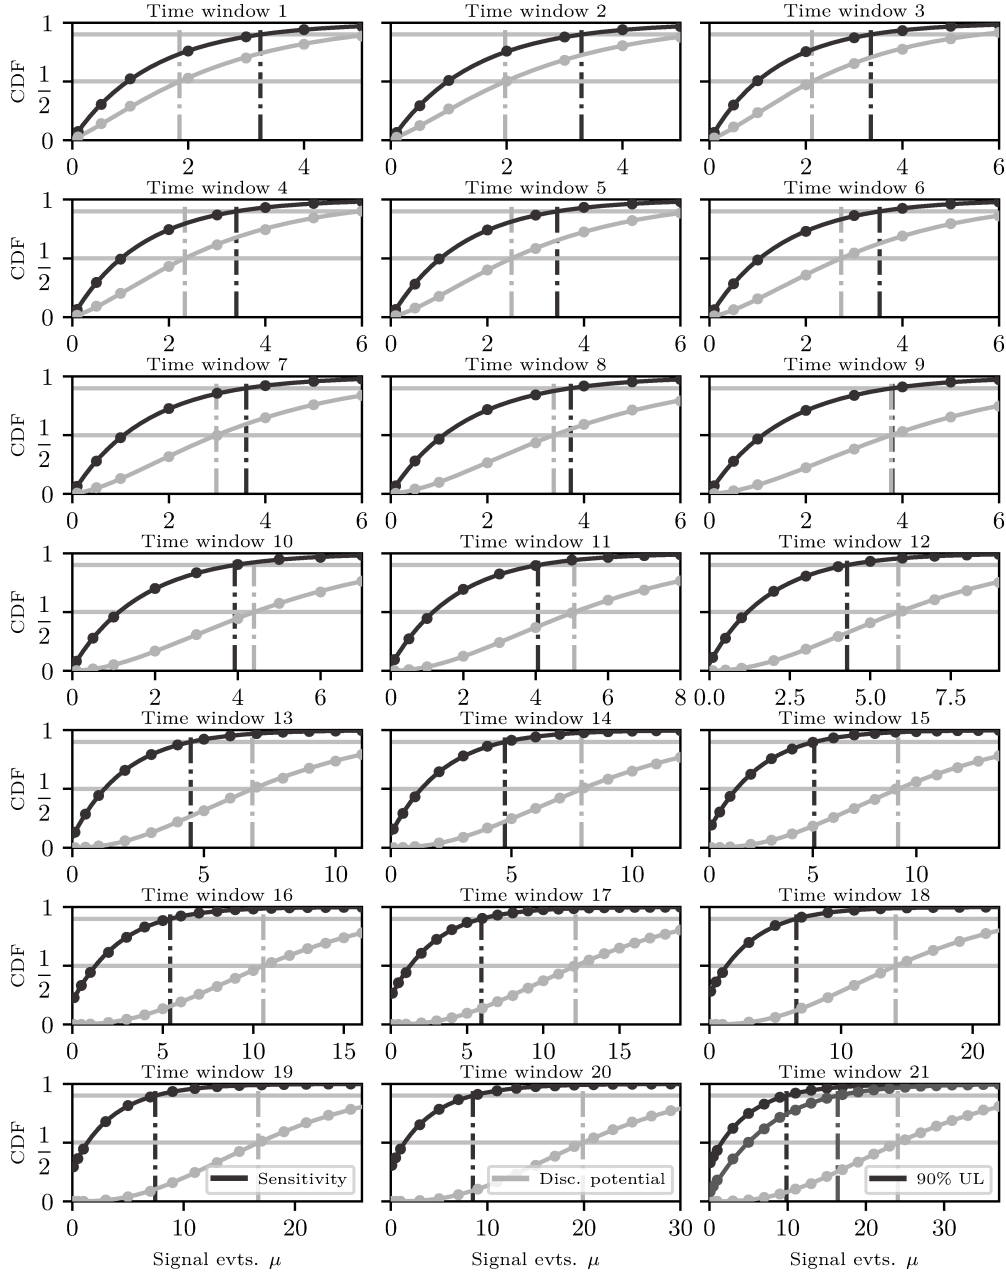 Time window 1 Time window 2 Time window 3
1
CDF
1
2
0
0 2 4 0 2 4 0 2 4 6
Time window 4 Time window 5 Time window 6
1
CDF
1
2
0
0 2 4 6 0 2 4 6 0 2 4 6
Time window 7 Time window 8 Time window 9
1
CDF
1
2
0
0 2 4 6 0 2 4 6 0 2 4 6
Time window 10 Time window 11 Time window 12
1
CDF
1
2
0
0 2 4 6 0 2 4 6 8 0.0 2.5 5.0 7.5
Time window 13 Time window 14 Time window 15
1
CDF
1
2
0
0 5 10 0 5 10 0 5 10
Time window 16 Time window 17 Time window 18
1
CDF
1
2
0
0 5 10 15 0 5 10 15 0 10 20
Time window 19 Time window 20 Time window 21
1
CDF
1
2
0
Sensitivity Disc. potential 90% UL
0 10 20 0 10 20 30 0 10 20 30
Signal evts. μ Signal evts. μ Signal evts. μ